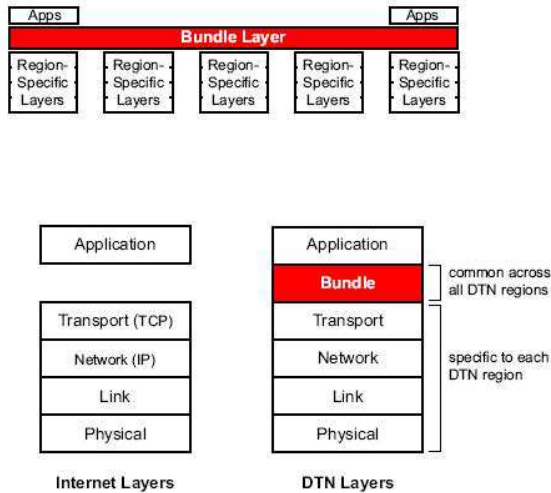 Apps
Apps
Bundle Layer
Region-
Specific
Layers
Region-
Specific
Layers
Region-
Specific
Layers
Region-
Specific
Layers
Region-
Specific
Layers
Application
Transport (TCP)
Network (IP)
Link
Physical
Internet Layers
Application
Bundle
Transport
Network
Link
Physical
DTN Layers
common across
all DTN regions
specific to each
DTN region